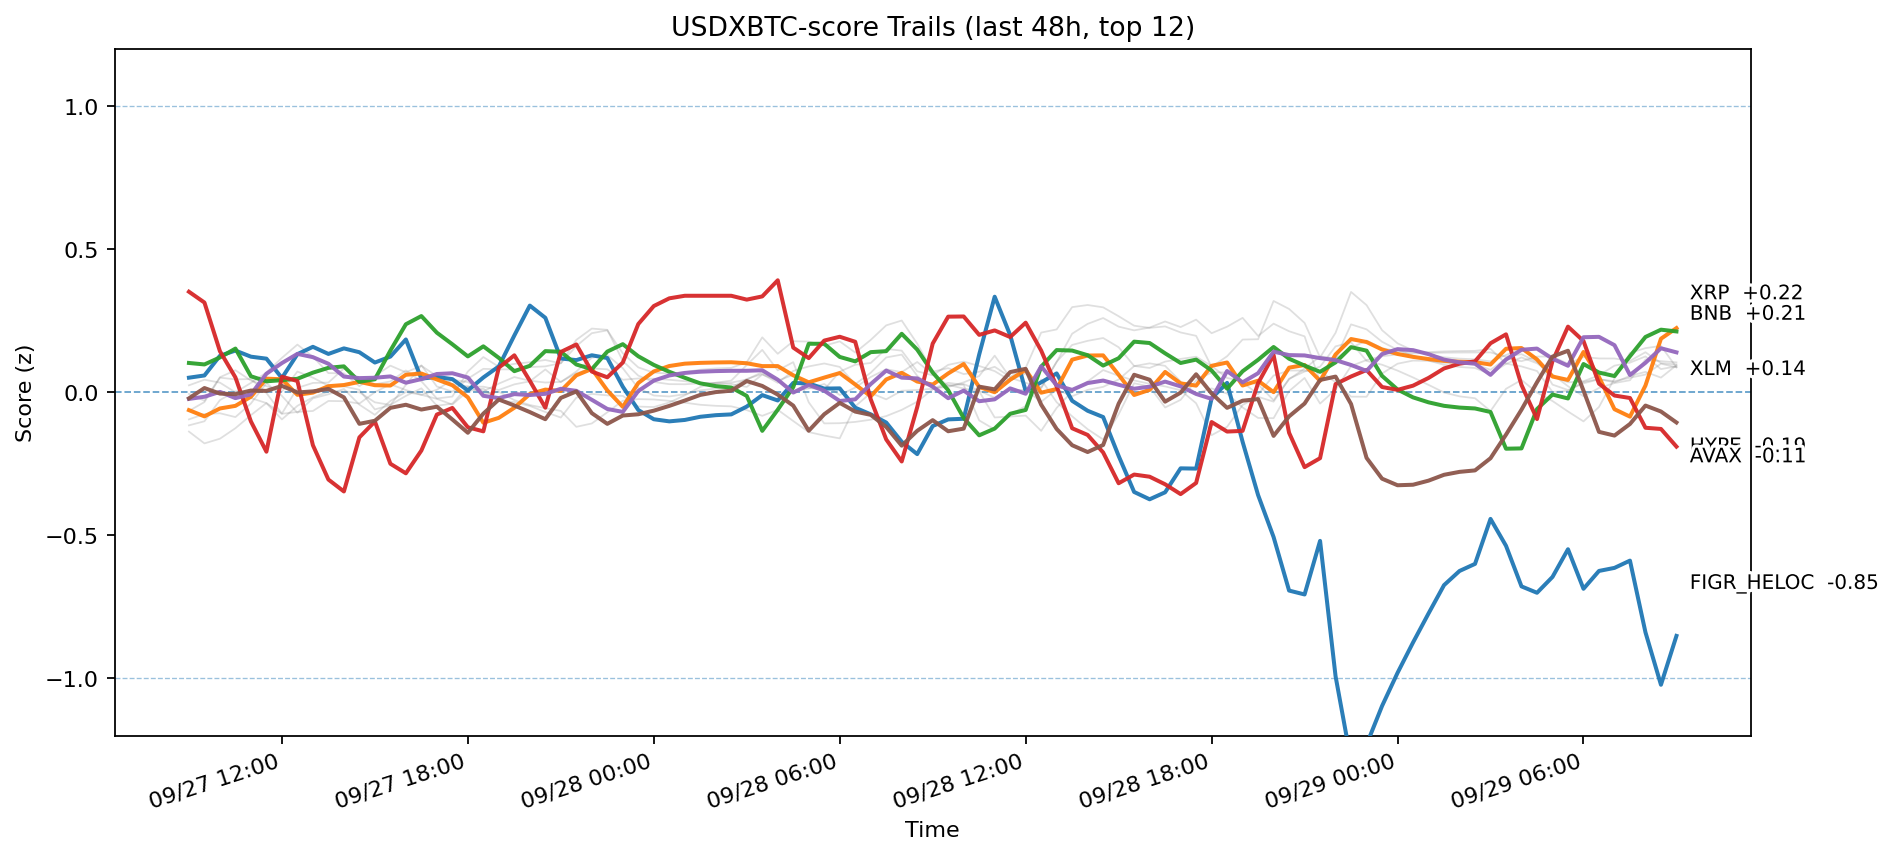 USDXBTC-score Trails (last 48h, top 12)
Score (z)
1.0
0.5
0.0
−0.5
−1.0
XRP +0.22
BNB +0.21
XLM +0.14
HYPE -0.19
AVAX -0.11
FIGR_HELOC -0.85
09/27 12:00
09/27 18:00
09/28 00:00
09/28 06:00
09/28 12:00
09/28 18:00
09/29 00:00
09/29 06:00
Time